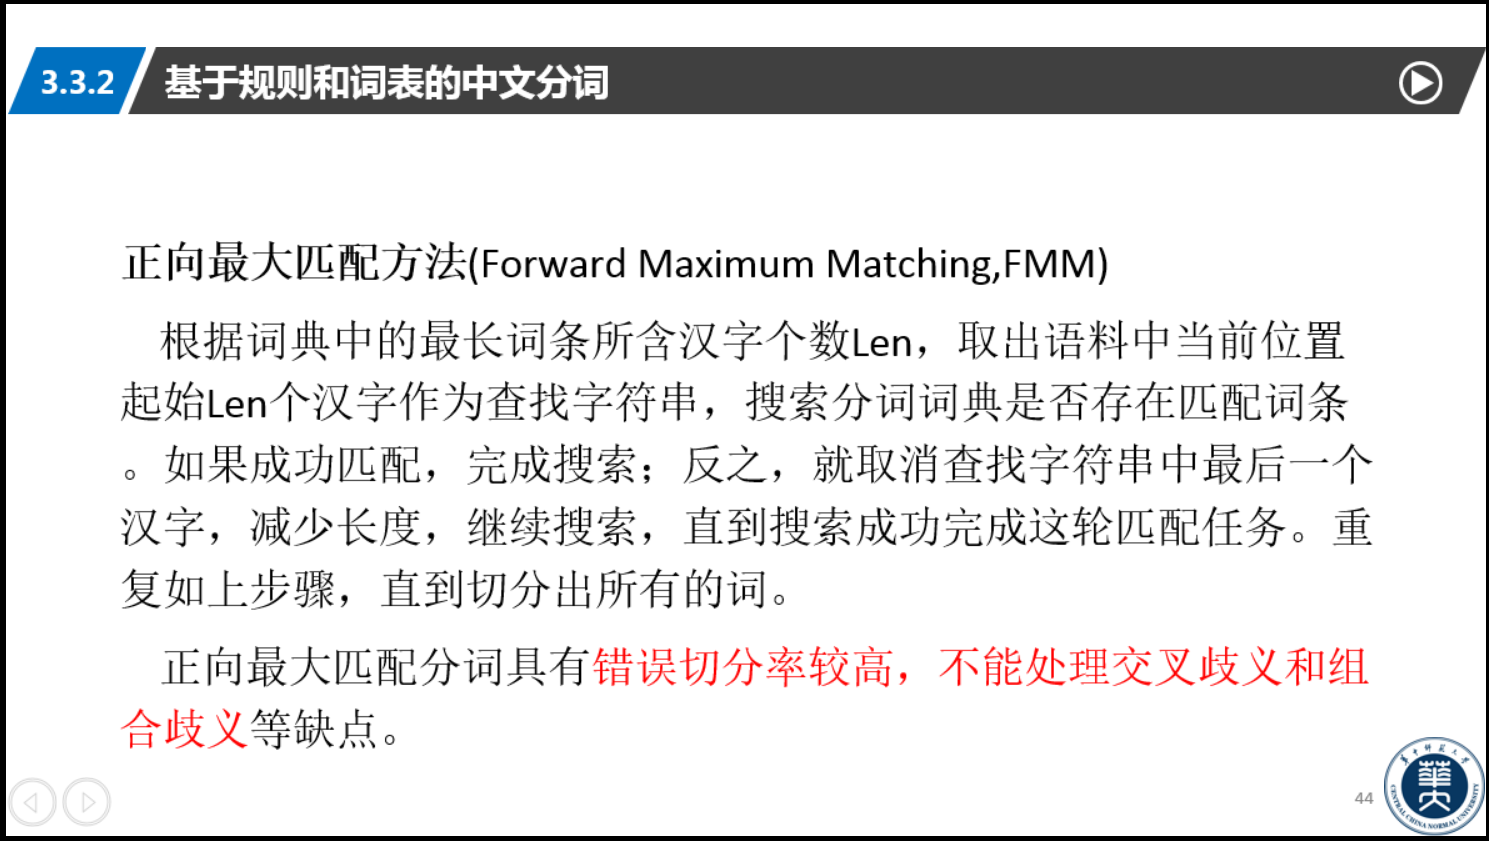 3.3.2
基于规则和词表的中文分词
正向最大匹配方法(Forward Maximum Matching,FMM)
根据词典中的最长词条所含汉字个数Len，取出语料中当前位置
起始Len个汉字作为查找字符串，搜索分词词典是否存在匹配词条
。如果成功匹配，完成搜索；反之，就取消查找字符串中最后一个
汉字，减少长度，继续搜索，直到搜索成功完成这轮匹配任务。重
复如上步骤，直到切分出所有的词。
正向最大匹配分词具有错误切分率较高，不能处理交叉歧义和组
合歧义等缺点。
44
华中师范大学
CENTRAL CHINA NORMAL UNIVERSITY